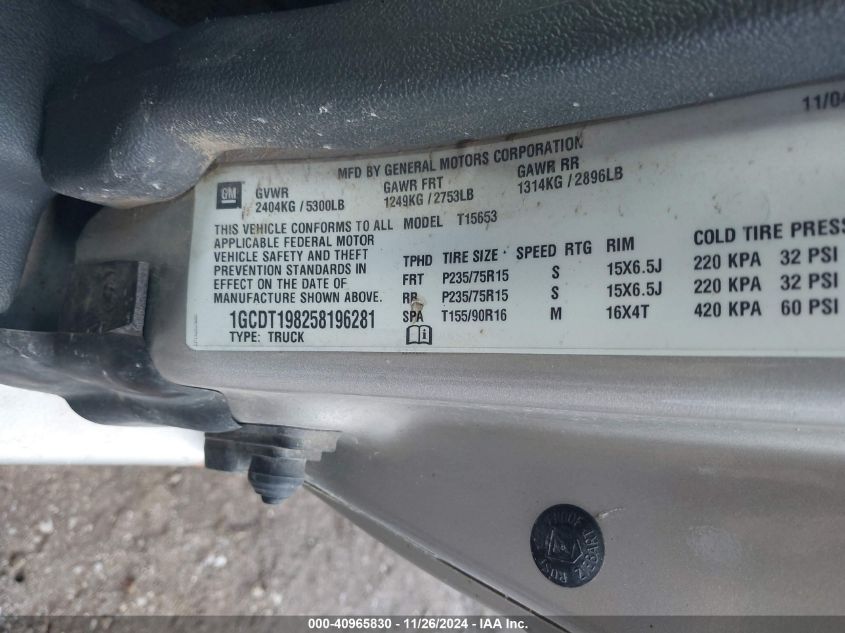 11/04
MFD BY GENERAL MOTORS CORPORATION
GM GVWR GAWR FRT GAWR RR
2404KG / 5300LB 1249KG / 2753LB 1314KG / 2896LB
THIS VEHICLE CONFORMS TO ALL MODEL T15653
APPLICABLE FEDERAL MOTOR
VEHICLE SAFETY AND THEFT
PREVENTION STANDARDS IN
EFFECT ON THE DATE OF
MANUFACTURE SHOWN ABOVE.
1GCDT198258196281
TYPE: TRUCK
TPHD TIRE SIZE SPEED RTG RIM COLD TIRE PRESS
FRT P235/75R15 S 15X6.5J 220 KPA 32 PSI
RR P235/75R15 S 15X6.5J 220 KPA 32 PSI
SPA T155/90R16 M 16X4T 420 KPA 60 PSI
i
RUST ZIEBART
000-40965830 - 11/26/2024 - 1ST.